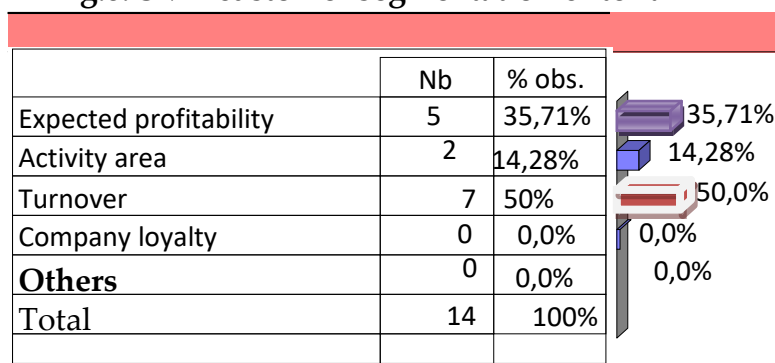 Nb % obs.
Expected profitability 5 35,71% 35,71%
Activity area 2 14,28% 14,28%
Turnover 7 50% 50,0%
Company loyalty 0 0,0% 0,0%
Others 0 0,0% 0,0%
Total 14 100%